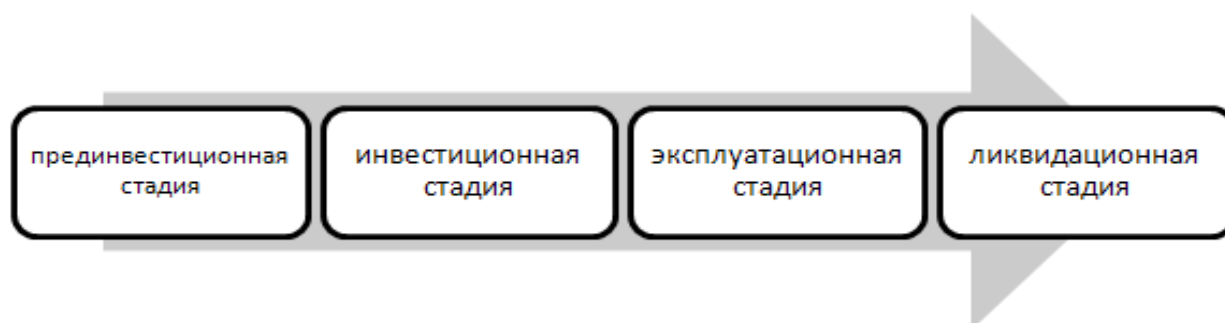 прединвестиционная
стадия
инвестиционная
стадия
эксплуатационная
стадия
ликвидационная
стадия